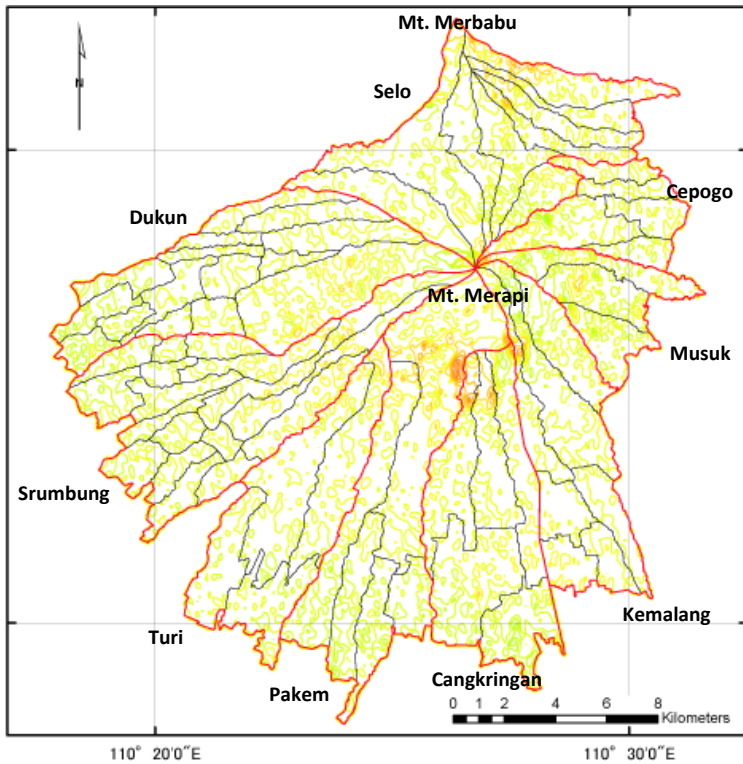 Mt. Merbabu
N
Selo
Cepogo
Dukun
Mt. Merapi
Musuk
Srumbung
Kemalang
Turi
Cangkringan
Pakem
0 1 2 4 6 8
Kilometers
110° 20'0"E 110° 30'0"E